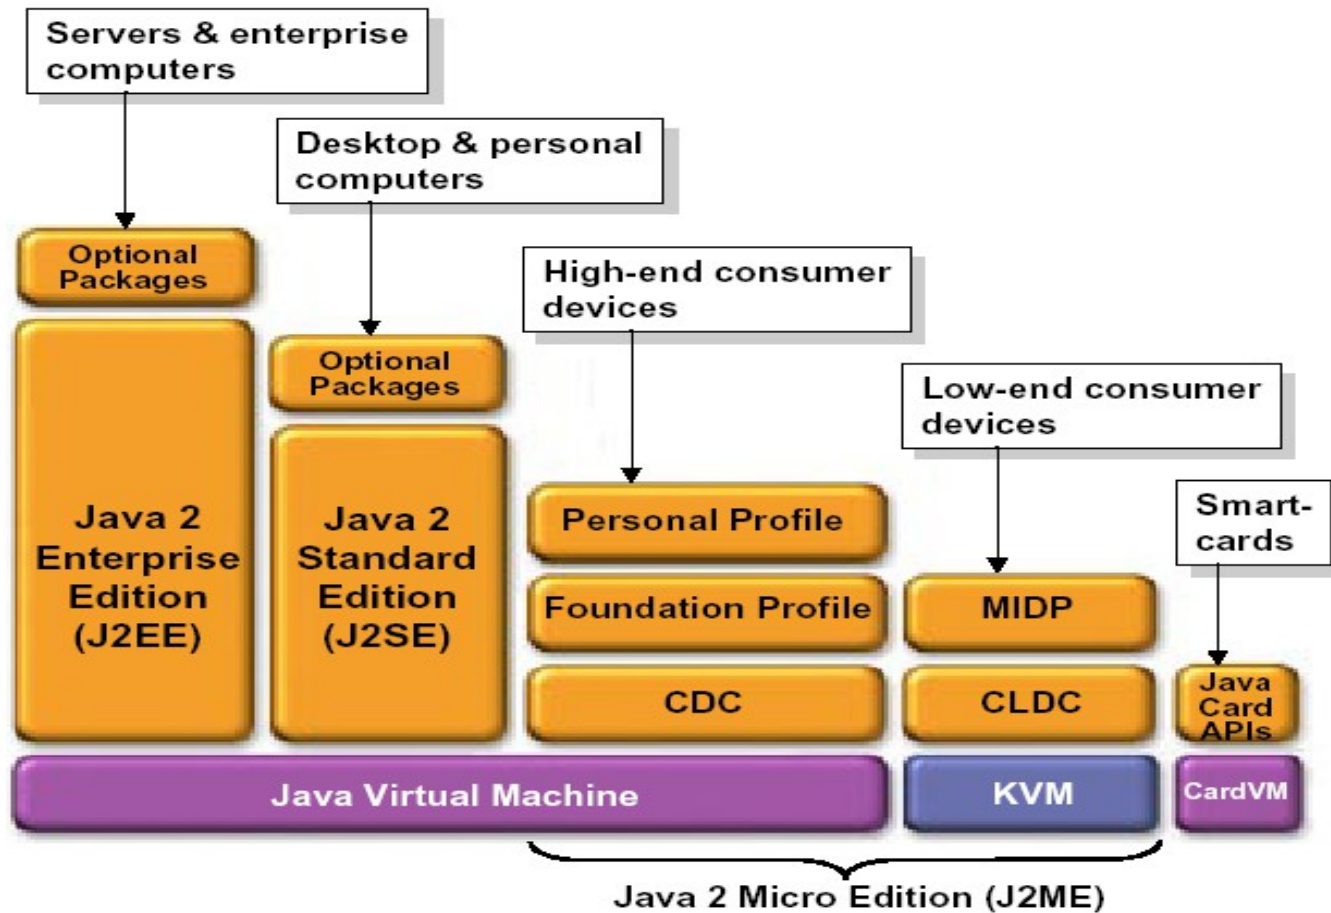 Servers & enterprise
computers
Desktop & personal
computers
Optional
Packages
High-end consumer
devices
Optional
Packages
Low-end consumer
devices
Java 2
Enterprise
Edition
(J2EE)
Java 2
Standard
Edition
(J2SE)
Personal Profile
Smart-
cards
Foundation Profile
MIDP
CDC
CLDC
Java
Card
APIs
Java Virtual Machine
KVM
CardVM
Java 2 Micro Edition (J2ME)